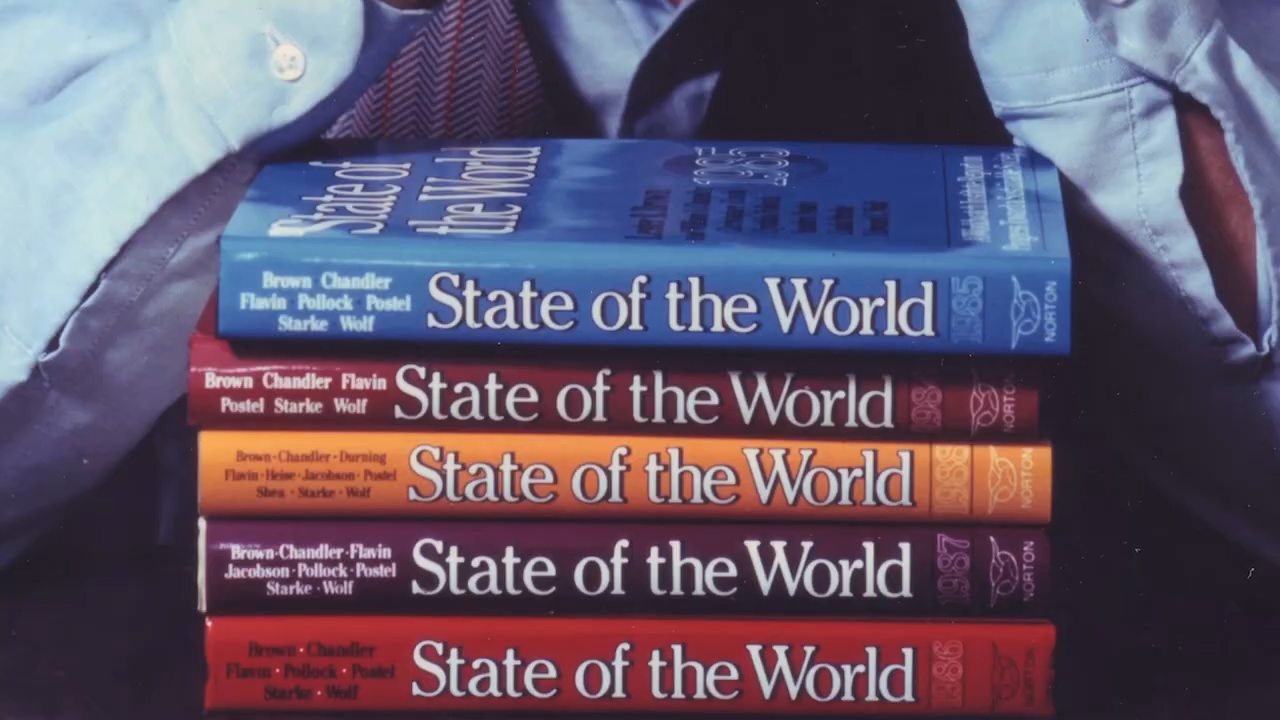 State of
the World
1985
Brown Chandler
Flavin Pollock Postel
Starke Wolf
State of the World
1985
NORTON
Brown Chandler Flavin
Postel Starke Wolf
State of the World
198
NORTON
Brown·Chandler·Durning
Flavin·Heise·Jacobson·Postel
Shea·Starke·Wolf
State of the World
1988
NORTON
Brown·Chandler·Flavin
Jacobson·Pollock·Postel
Starke·Wolf
State of the World
1987
NORTON
Brown·Chandler
Flavin·Pollock·Postel
Starke·Wolf
State of the World
1986
NORTON